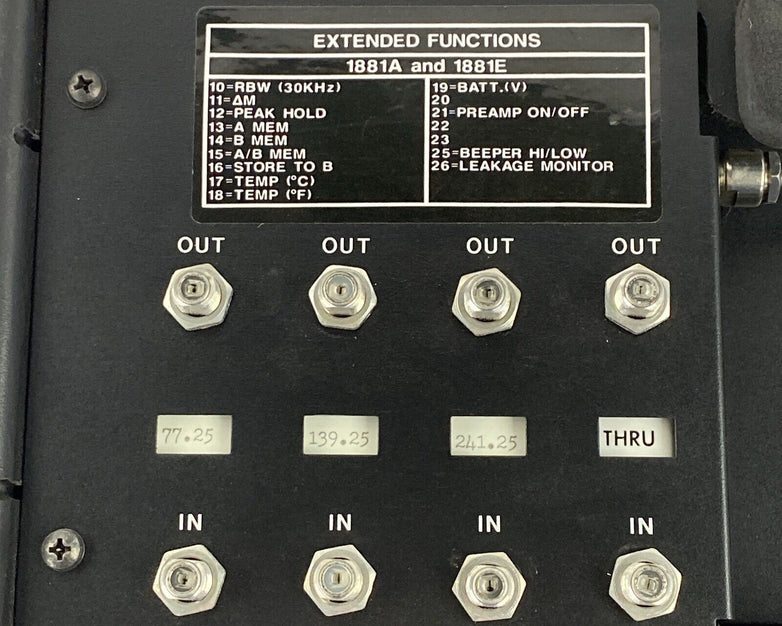 EXTENDED FUNCTIONS
1881A and 1881E
10=RBW (30KHz)
11=ΔM
12=PEAK HOLD
13=A MEM
14=B MEM
15=A/B MEM
16=STORE TO B
17=TEMP (°C)
18=TEMP (°F)
19=BATT.(V)
20
21=PREAMP ON/OFF
22
23
25=BEEPER HI/LOW
26=LEAKAGE MONITOR
OUT OUT OUT OUT
77.25 139.25 241.25 THRU
IN IN IN IN